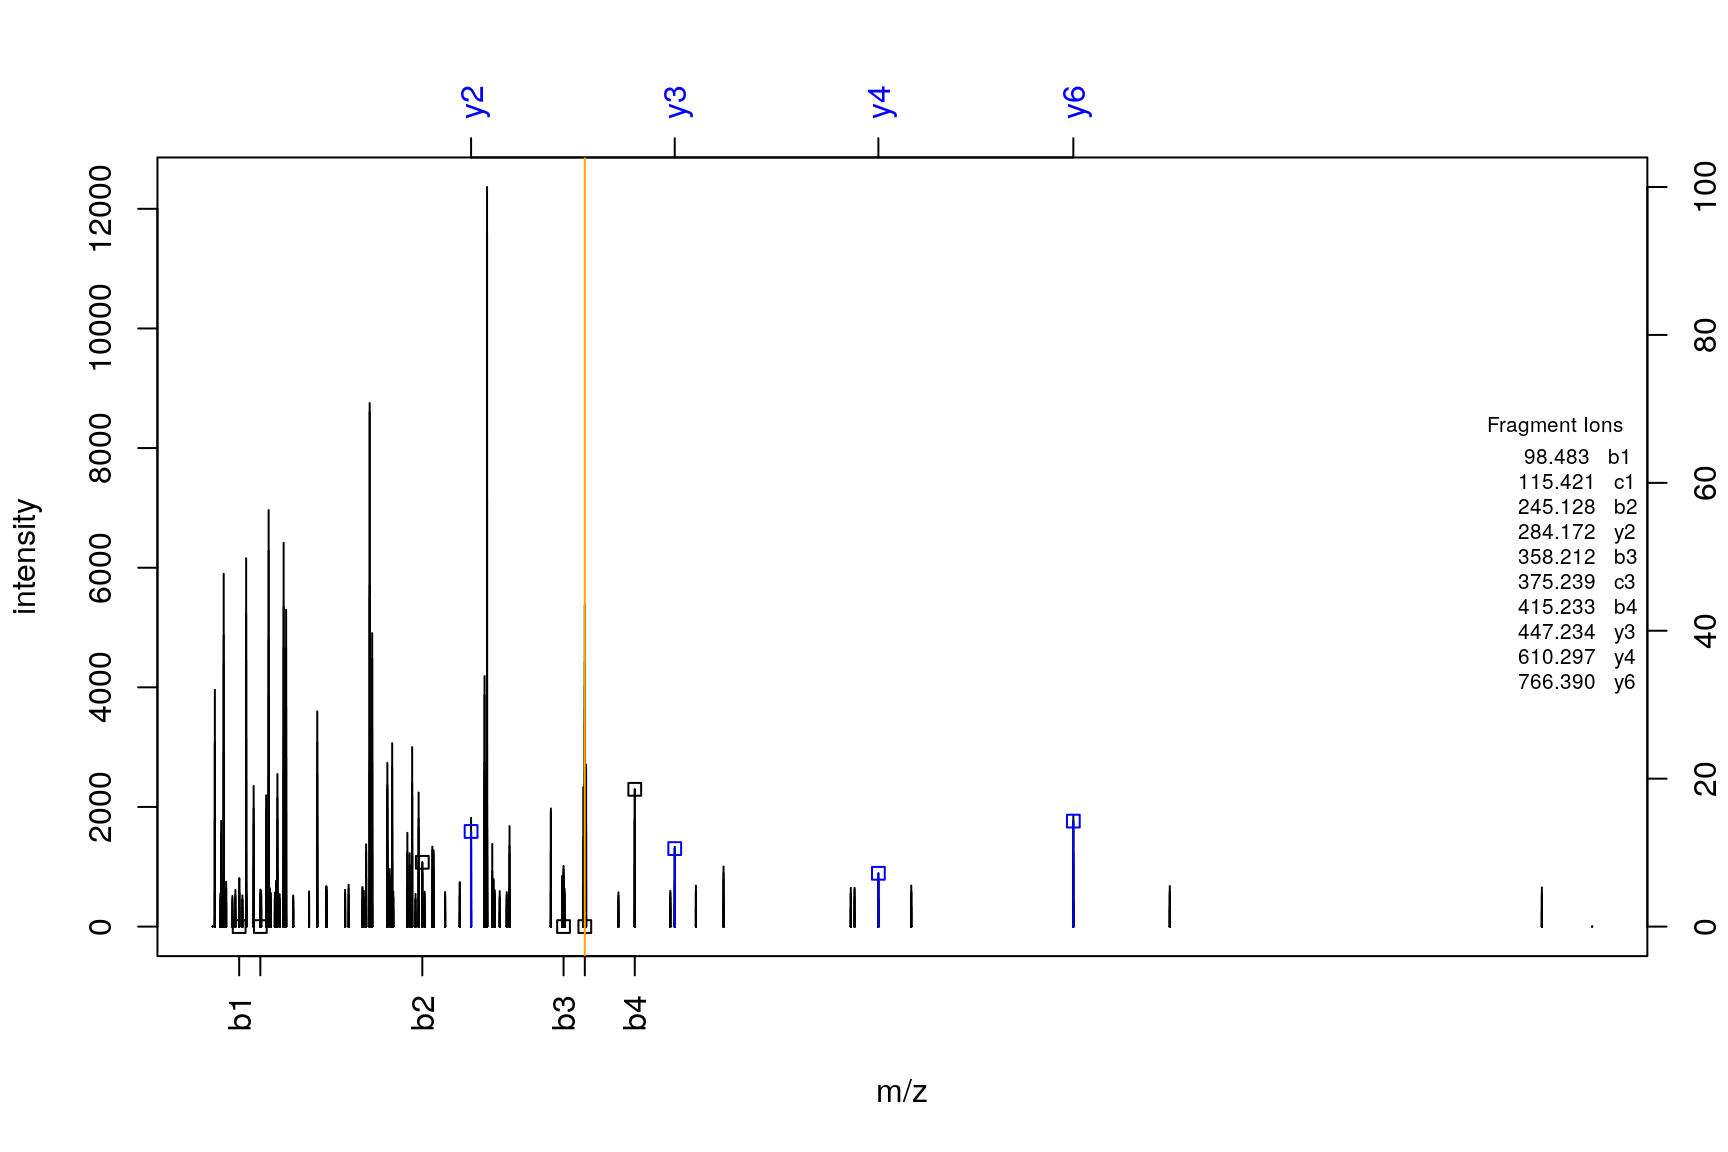 y2 y3 y4 y6
12000
10000
8000
6000
4000
2000
0
intensity
100
80
60
40
20
0
Fragment Ions
98.483 b1
115.421 c1
245.128 b2
284.172 y2
358.212 b3
375.239 c3
415.233 b4
447.234 y3
610.297 y4
766.390 y6
b1 b2 b3 b4
m/z